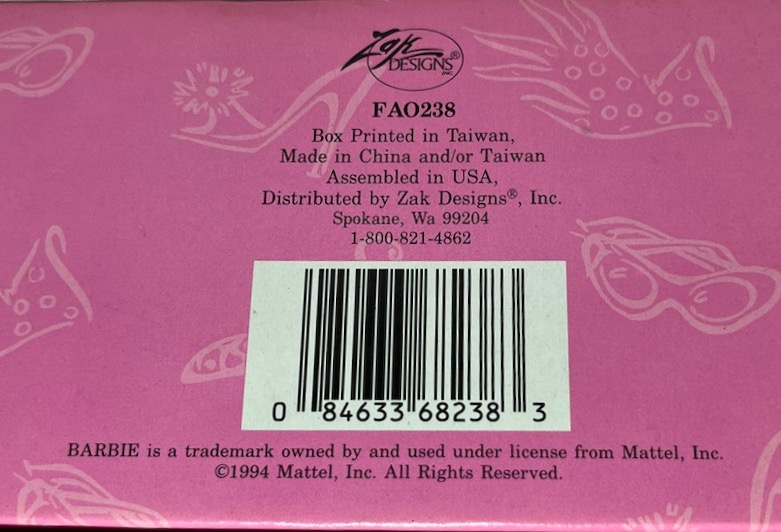 Zak
DESIGNS®
INC.
FAO238
Box Printed in Taiwan,
Made in China and/or Taiwan
Assembled in USA,
Distributed by Zak Designs®, Inc.
Spokane, Wa 99204
1-800-821-4862
0 84633 68238 3
BARBIE is a trademark owned by and used under license from Mattel, Inc.
©1994 Mattel, Inc. All Rights Reserved.